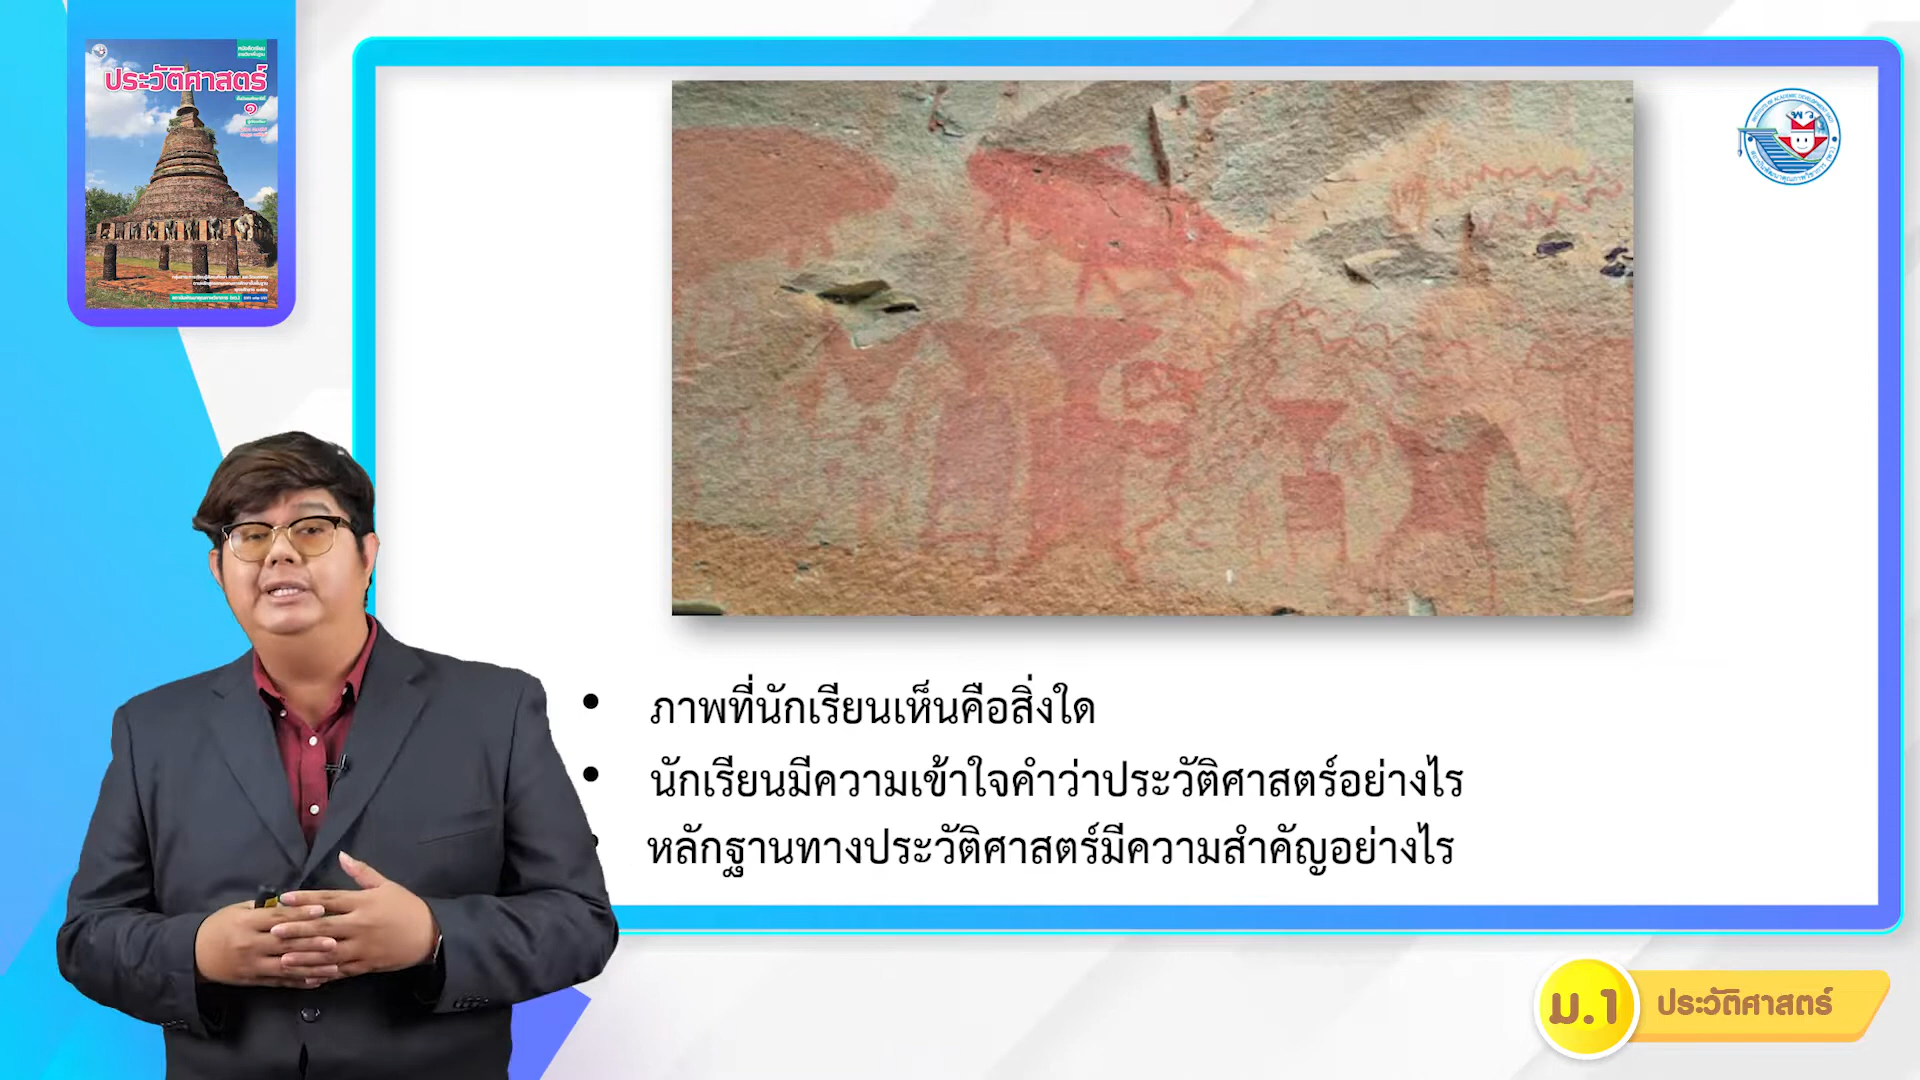 ประวัติศาสตร์
๑
ภาพที่นักเรียนเห็นคือสิ่งใด
นักเรียนมีความเข้าใจคำว่าประวัติศาสตร์อย่างไร
หลักฐานทางประวัติศาสตร์มีความสำคัญอย่างไร
ม.1 ประวัติศาสตร์